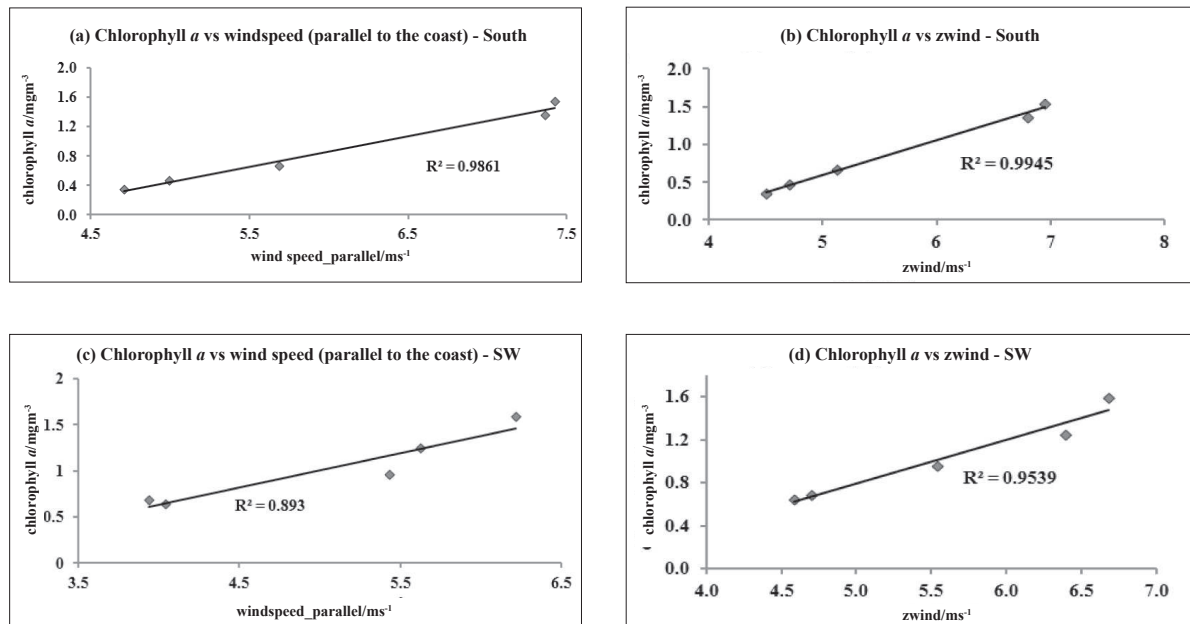 (a) Chlorophyll a vs windspeed (parallel to the coast) - South
chlorophyll a/mgm-3
2.0
1.6
1.2
0.8
0.4
0.0
R² = 0.9861
4.5 5.5 6.5 7.5
wind speed_parallel/ms-1
(b) Chlorophyll a vs zwind - South
chlorophyll a/mgm-3
2.0
1.5
1.0
0.5
0.0
R² = 0.9945
4 5 6 7 8
zwind/ms-1
(c) Chlorophyll a vs wind speed (parallel to the coast) - SW
chlorophyll a/mgm-3
2
1.5
1
0.5
0
R² = 0.893
3.5 4.5 5.5 6.5
windspeed_parallel/ms-1
(d) Chlorophyll a vs zwind - SW
chlorophyll a/mgm-3
1.6
1.2
0.8
0.4
R² = 0.9539
4.0 4.5 5.0 5.5 6.0 6.5 7.0
zwind/ms-1